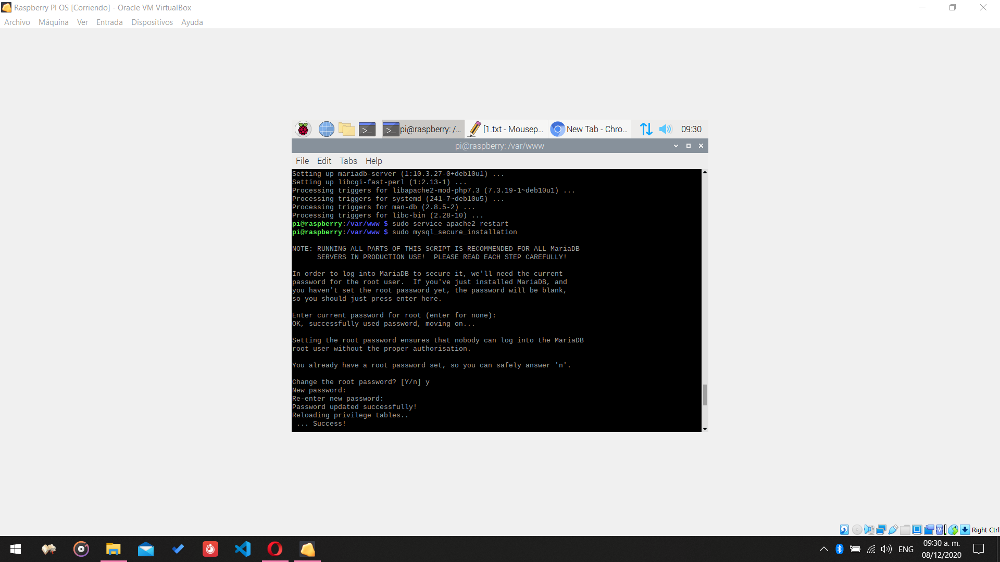 Raspberry PI OS [Corriendo] - Oracle VM VirtualBox
Archivo Máquina Ver Entrada Dispositivos Ayuda
pi@raspberry: /... [1.txt - Mousep... New Tab - Chro... 09:30
pi@raspberry: /var/www
File Edit Tabs Help
Setting up mariadb-server (1:10.3.27-0+deb10u1) ...
Setting up libcgi-fast-perl (1:2.13-1) ...
Processing triggers for libapache2-mod-php7.3 (7.3.19-1~deb10u1) ...
Processing triggers for systemd (241-7~deb10u5) ...
Processing triggers for man-db (2.8.5-2) ...
Processing triggers for libc-bin (2.28-10) ...
pi@raspberry:/var/www $ sudo service apache2 restart
pi@raspberry:/var/www $ sudo mysql_secure_installation
NOTE: RUNNING ALL PARTS OF THIS SCRIPT IS RECOMMENDED FOR ALL MariaDB
SERVERS IN PRODUCTION USE!  PLEASE READ EACH STEP CAREFULLY!
In order to log into MariaDB to secure it, we'll need the current
password for the root user.  If you've just installed MariaDB, and
you haven't set the root password yet, the password will be blank,
so you should just press enter here.
Enter current password for root (enter for none):
OK, successfully used password, moving on...
Setting the root password ensures that nobody can log into the MariaDB
root user without the proper authorisation.
You already have a root password set, so you can safely answer 'n'.
Change the root password? [Y/n] y
New password:
Re-enter new password:
Password updated successfully!
Reloading privilege tables..
... Success!
Right Ctrl
ENG
09:30 a. m.
08/12/2020